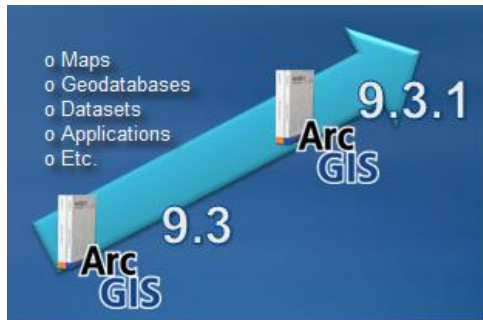 o Maps
o Geodatabases
o Datasets
o Applications
o Etc.
9.3.1
Arc
GIS
9.3
Arc
GIS